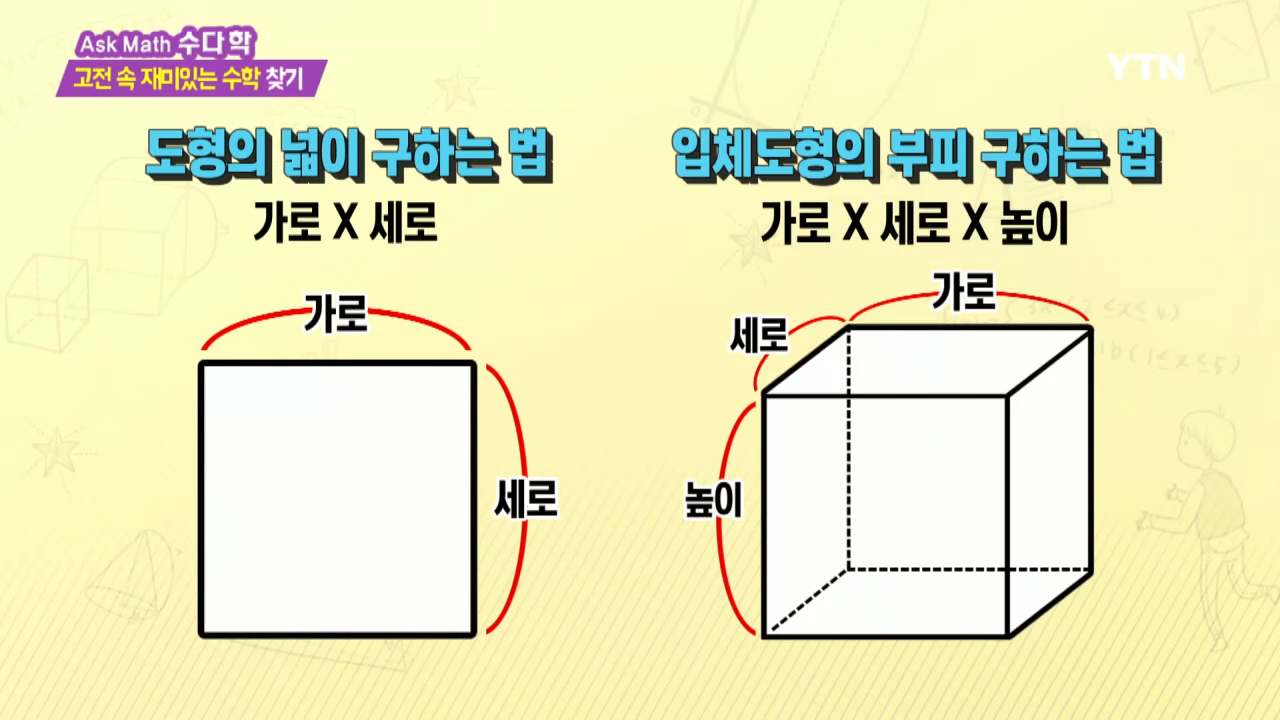 Ask Math 수다학
고전 속 재미있는 수학 찾기
YTN
도형의 넓이 구하는 법
가로 X 세로
가로
세로
입체도형의 부피 구하는 법
가로 X 세로 X 높이
가로
세로
높이